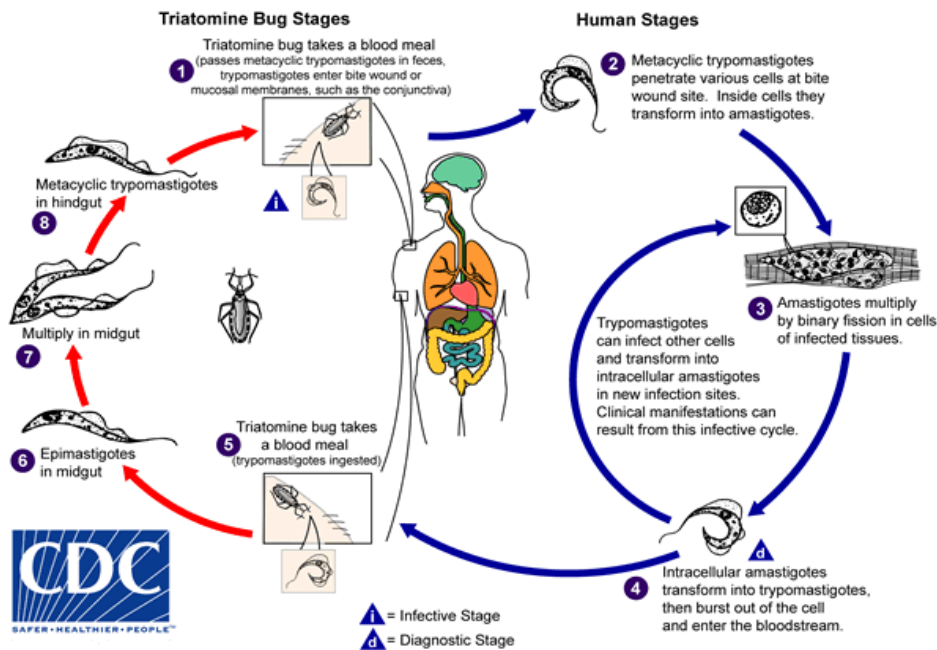 Triatomine Bug Stages
Human Stages
Triatomine bug takes a blood meal
(passes metacyclic trypomastigotes in feces,
trypomastigotes enter bite wound or
mucosal membranes, such as the conjunctiva)
1
i
2
Metacyclic trypomastigotes
penetrate various cells at bite
wound site. Inside cells they
transform into amastigotes.
Metacyclic trypomastigotes
in hindgut
8
3
Amastigotes multiply
by binary fission in cells
of infected tissues.
Trypomastigotes
can infect other cells
and transform into
intracellular amastigotes
in new infection sites.
Clinical manifestations can
result from this infective cycle.
Multiply in midgut
7
5
Triatomine bug takes
a blood meal
(trypomastigotes ingested)
6
Epimastigotes
in midgut
d
4
Intracellular amastigotes
transform into trypomastigotes,
then burst out of the cell
and enter the bloodstream.
CDC
SAFER·HEALTHIER·PEOPLE™
i = Infective Stage
d = Diagnostic Stage